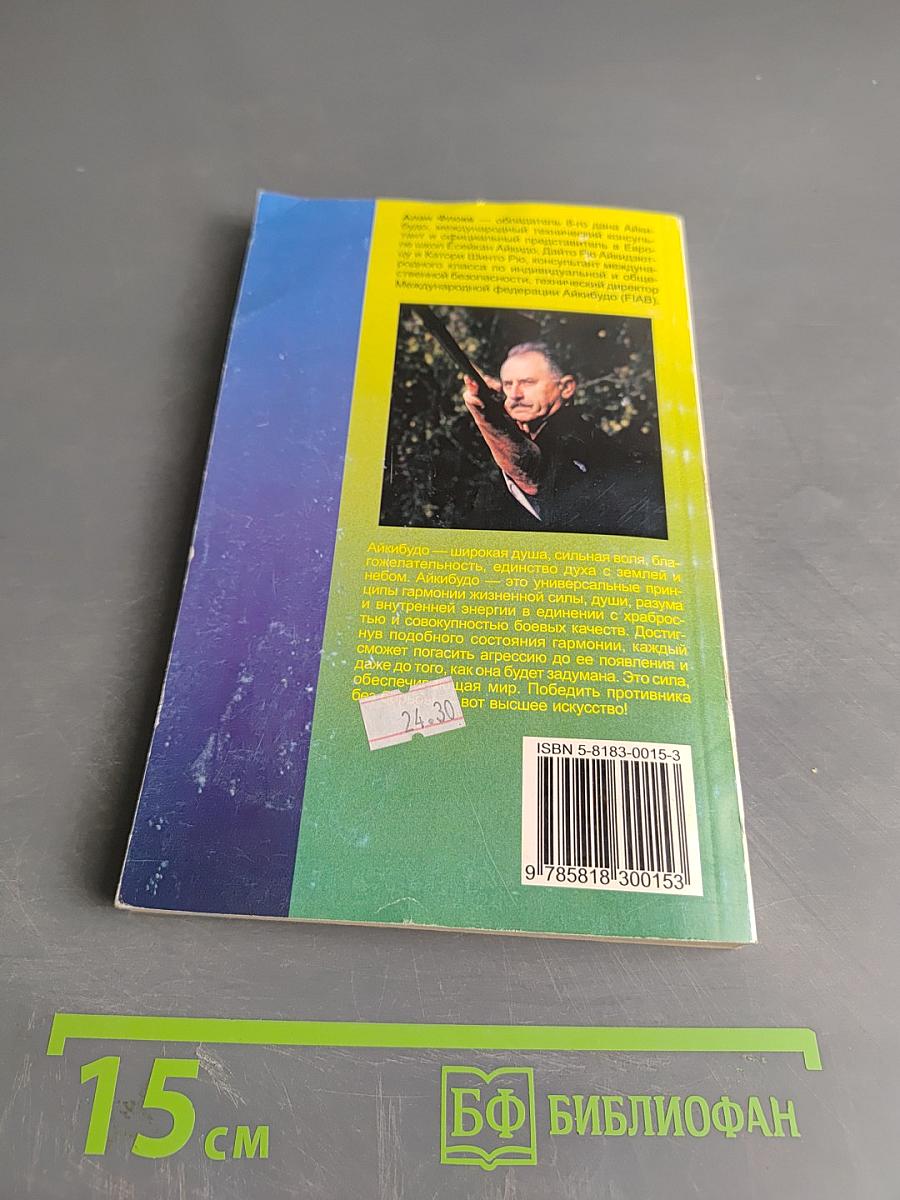 Ален Флоке — обладатель 8-го дана Айки-
будо, международный технический консуль-
тант и официальный представитель в Евро-
пе школ Ёсейкан Айкидо, Дайто Рю Айкидзют-
цу и Катори Шинто Рю, консультант междуна-
родного класса по индивидуальной и обще-
ственной безопасности, технический директор
Международной федерации Айкибудо (FIAB).
Айкибудо — широкая душа, сильная воля, бла-
гожелательность, единство духа с землей и
небом. Айкибудо — это универсальные прин-
ципы гармонии жизненной силы, души, разума
и внутренней энергии в единении с храброс-
тью и совокупностью боевых качеств. Достиг-
нув подобного состояния гармонии, каждый
сможет погасить агрессию до ее появления и
даже до того, как она будет задумана. Это сила,
обеспечивающая мир. Победить противника
без вот высшее искусство!
24.30
ISBN 5-8183-0015-3
9 785818 300153
15 см
БФ БИБЛИОФАН